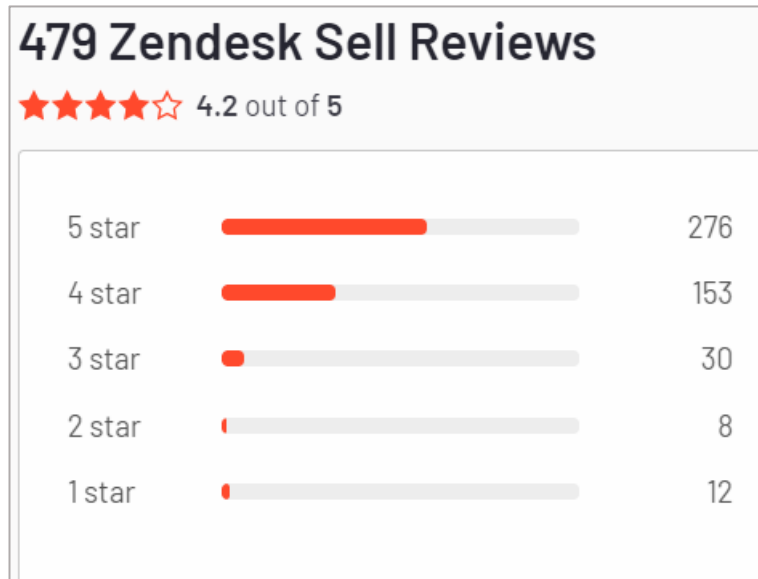 479 Zendesk Sell Reviews
4.2 out of 5
5 star 276
4 star 153
3 star 30
2 star 8
1 star 12